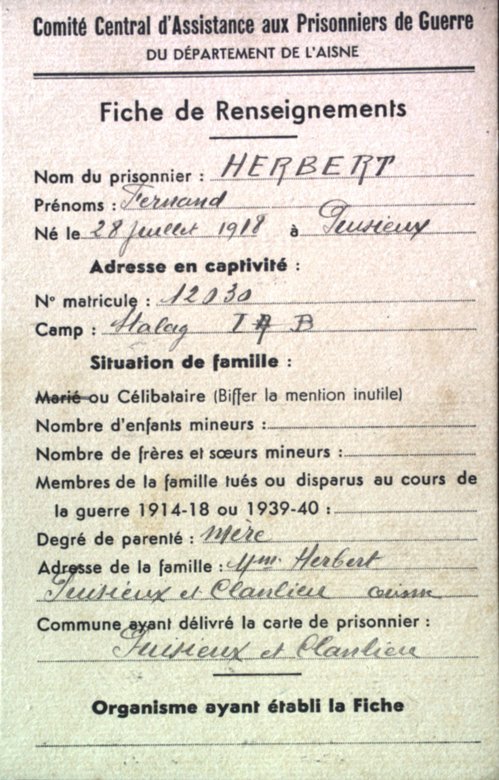 Comité Central d'Assistance aux Prisonniers de Guerre
DU DÉPARTEMENT DE L'AISNE
Fiche de Renseignements
Nom du prisonnier : HERBERT
Prénoms : Fernand
Né le 28 juillet 1918 à Puisieux
Adresse en captivité :
N° matricule : 12030
Camp : Stalag I A B
Situation de famille :
Marié ou Célibataire (Biffer la mention inutile)
Nombre d'enfants mineurs :
Nombre de frères et sœurs mineurs :
Membres de la famille tués ou disparus au cours de
la guerre 1914-18 ou 1939-40 :
Degré de parenté : Mère
Adresse de la famille : Mme Herbert
Puisieux et Clanlieu aisne
Commune ayant délivré la carte de prisonnier :
Puisieux et Clanlieu
Organisme ayant établi la Fiche